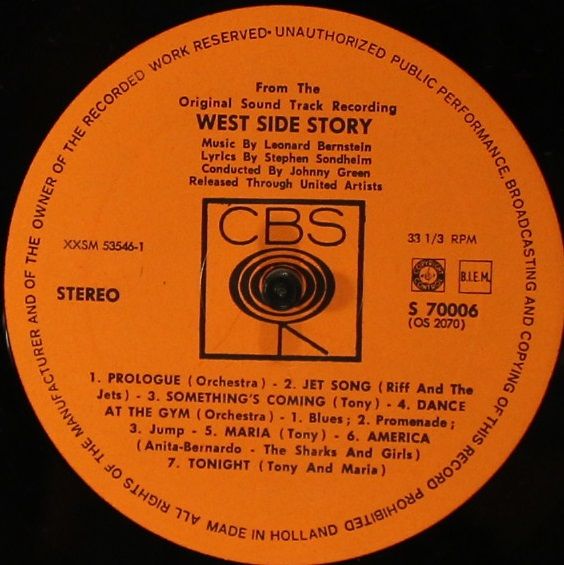 ALL RIGHTS OF THE MANUFACTURER AND OF THE OWNER OF THE RECORDED WORK RESERVED · UNAUTHORIZED PUBLIC PERFORMANCE, BROADCASTING AND COPYING OF THIS RECORD PROHIBITED
From The
Original Sound Track Recording
WEST SIDE STORY
Music By Leonard Bernstein
Lyrics By Stephen Sondheim
Conducted By Johnny Green
Released Through United Artists
CBS
XXSM 53546-1
33 1/3 RPM
B.I.E.M.
STEREO
S 70006
(OS 2070)
1. PROLOGUE (Orchestra) - 2. JET SONG (Riff And The
Jets) - 3. SOMETHING'S COMING (Tony) - 4. DANCE
AT THE GYM (Orchestra) - 1. Blues; 2. Promenade;
3. Jump - 5. MARIA (Tony) - 6. AMERICA
(Anita-Bernardo - The Sharks And Girls)
7. TONIGHT (Tony And Maria)
MADE IN HOLLAND